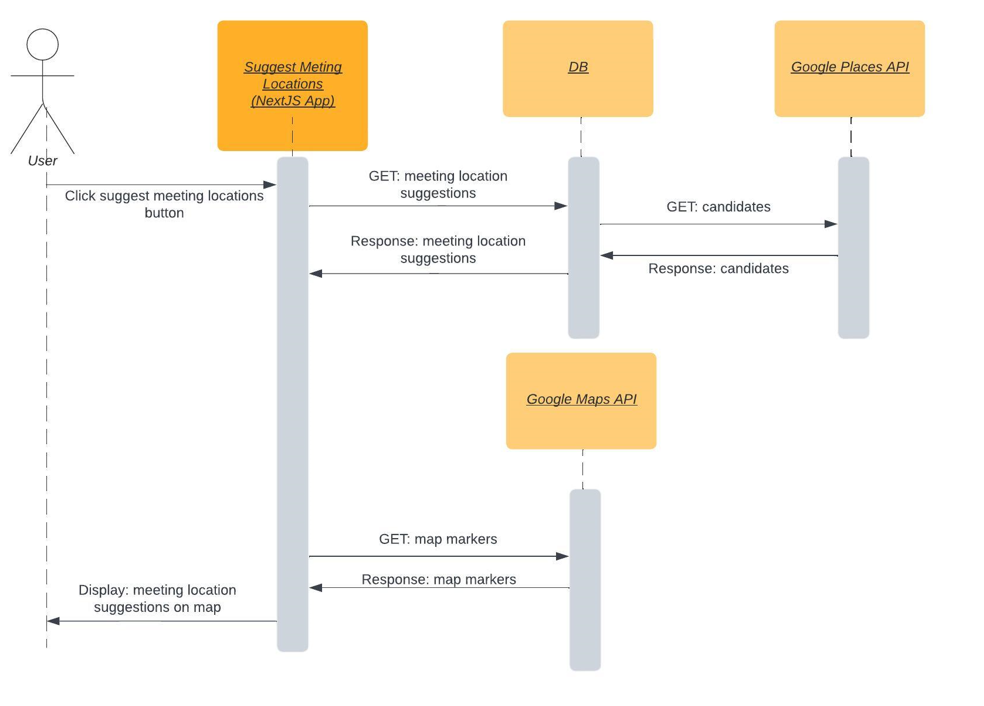 User
Suggest Meting
Locations
(NextJS App)
DB
Google Places API
Click suggest meeting locations
button
GET: meeting location
suggestions
GET: candidates
Response: meeting location
suggestions
Response: candidates
Google Maps API
GET: map markers
Response: map markers
Display: meeting location
suggestions on map